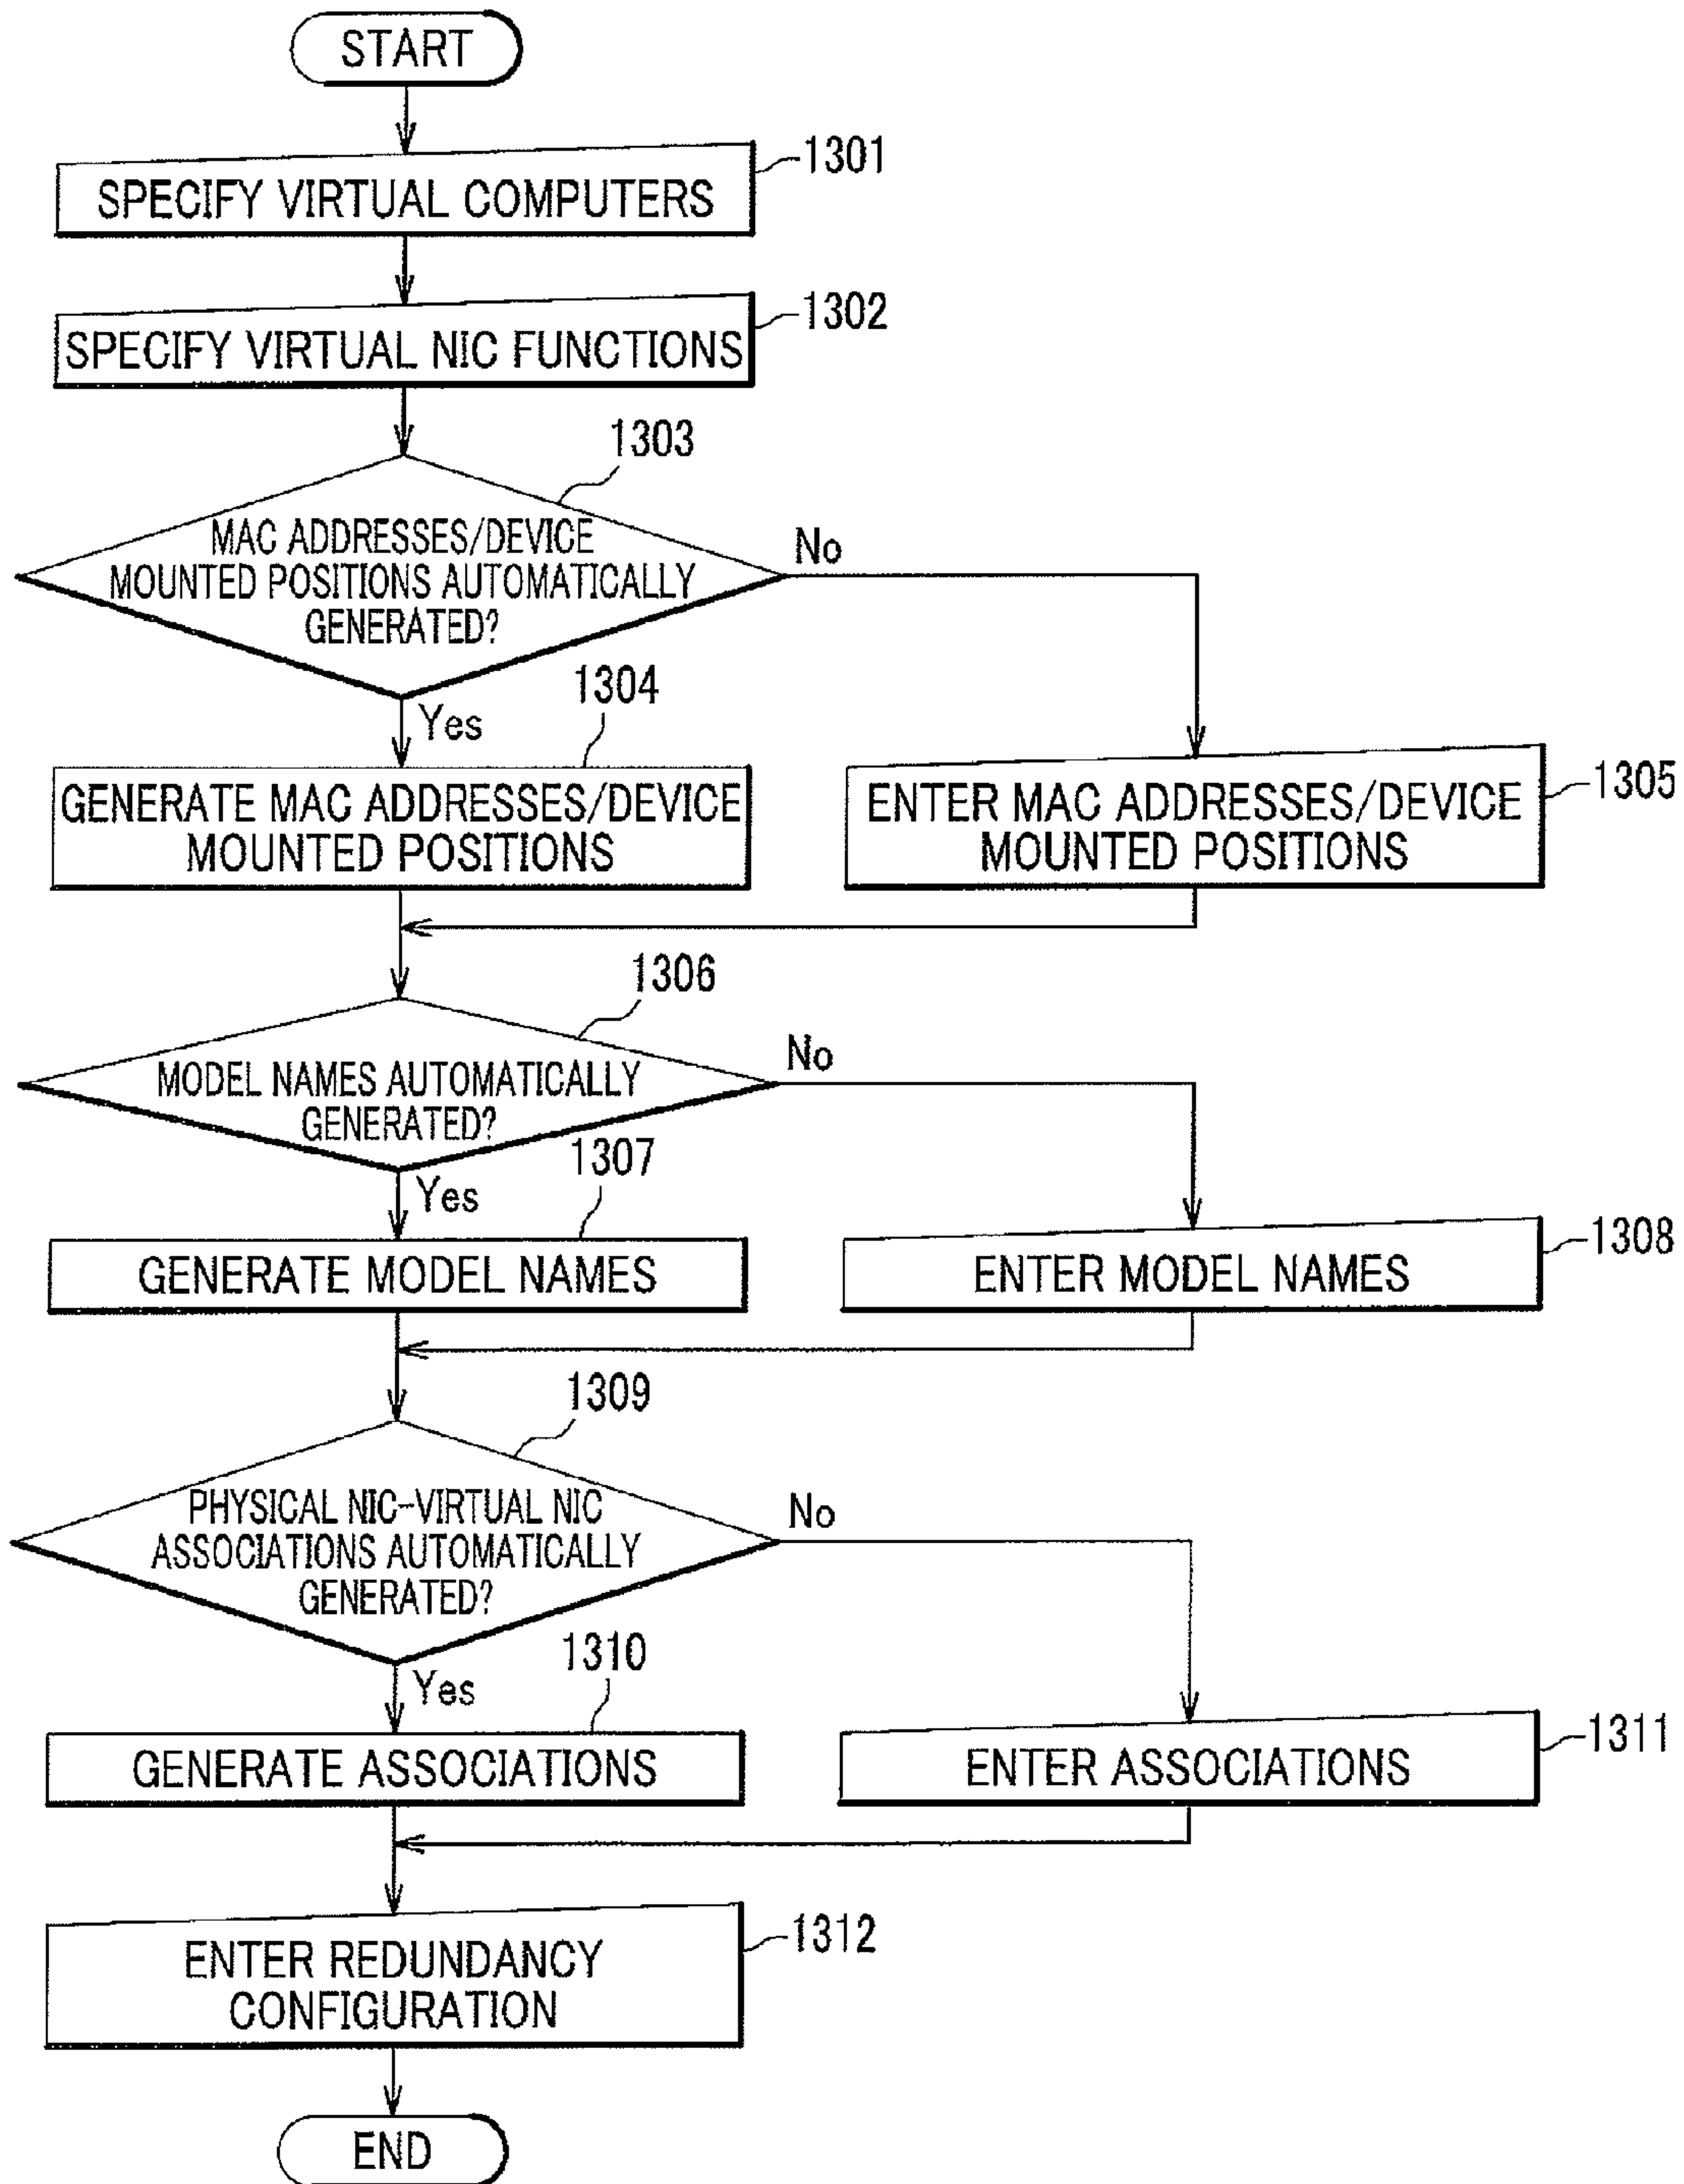 START
1301
SPECIFY VIRTUAL COMPUTERS
1302
SPECIFY VIRTUAL NIC FUNCTIONS
1303
MAC ADDRESSES/DEVICE
MOUNTED POSITIONS AUTOMATICALLY
GENERATED?
No
Yes
1304
GENERATE MAC ADDRESSES/DEVICE
MOUNTED POSITIONS
1305
ENTER MAC ADDRESSES/DEVICE
MOUNTED POSITIONS
1306
MODEL NAMES AUTOMATICALLY
GENERATED?
No
Yes
1307
GENERATE MODEL NAMES
1308
ENTER MODEL NAMES
1309
PHYSICAL NIC-VIRTUAL NIC
ASSOCIATIONS AUTOMATICALLY
GENERATED?
No
Yes
1310
GENERATE ASSOCIATIONS
1311
ENTER ASSOCIATIONS
1312
ENTER REDUNDANCY
CONFIGURATION
END